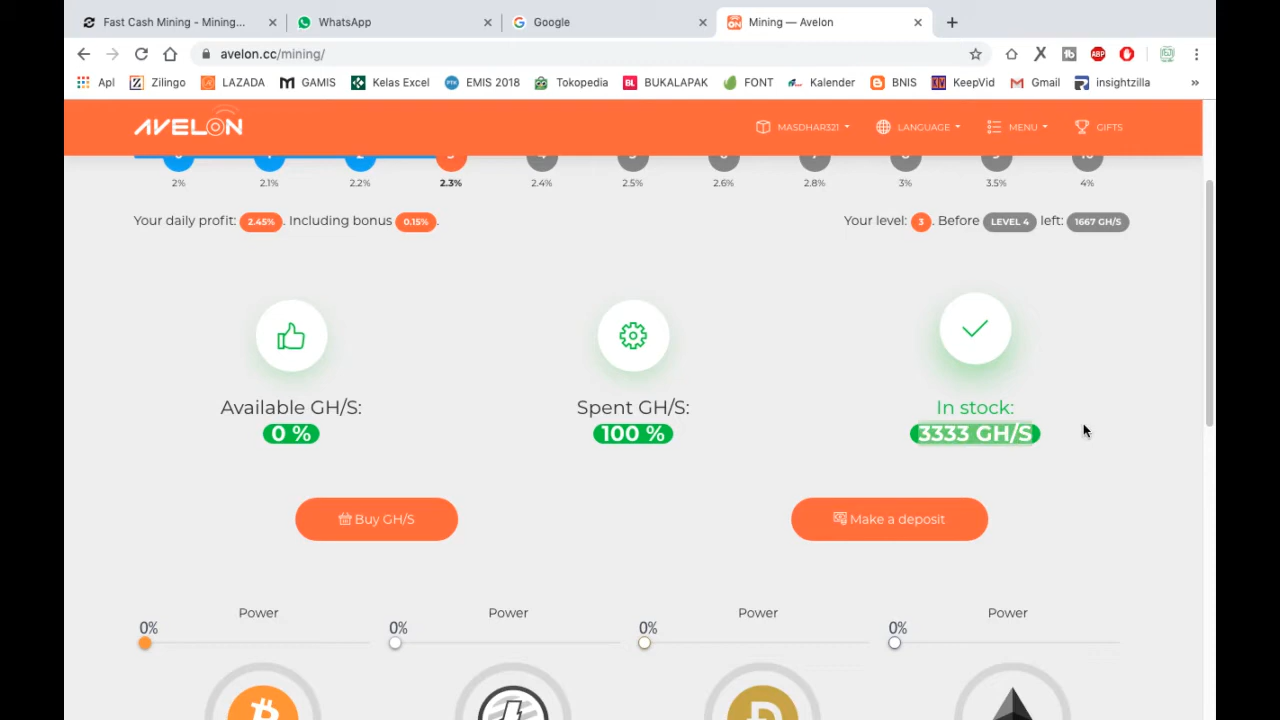 Fast Cash Mining - Mining...
WhatsApp
Google
Mining — Avelon
avelon.cc/mining/
Apl
Zilingo
LAZADA
GAMIS
Kelas Excel
EMIS 2018
Tokopedia
BUKALAPAK
FONT
Kalender
BNIS
KeepVid
Gmail
insightzilla
AVELON
MASDHAR321
LANGUAGE
MENU
GIFTS
2% 2.1% 2.2% 2.3% 2.4% 2.5% 2.6% 2.8% 3% 3.5% 4%
Your daily profit: 2.45%. Including bonus 0.15%.
Your level: 3. Before LEVEL 4 left: 1667 GH/S
Available GH/S:
0 %
Spent GH/S:
100 %
In stock:
3333 GH/S
Buy GH/S
Make a deposit
Power
0%
Power
0%
Power
0%
Power
0%